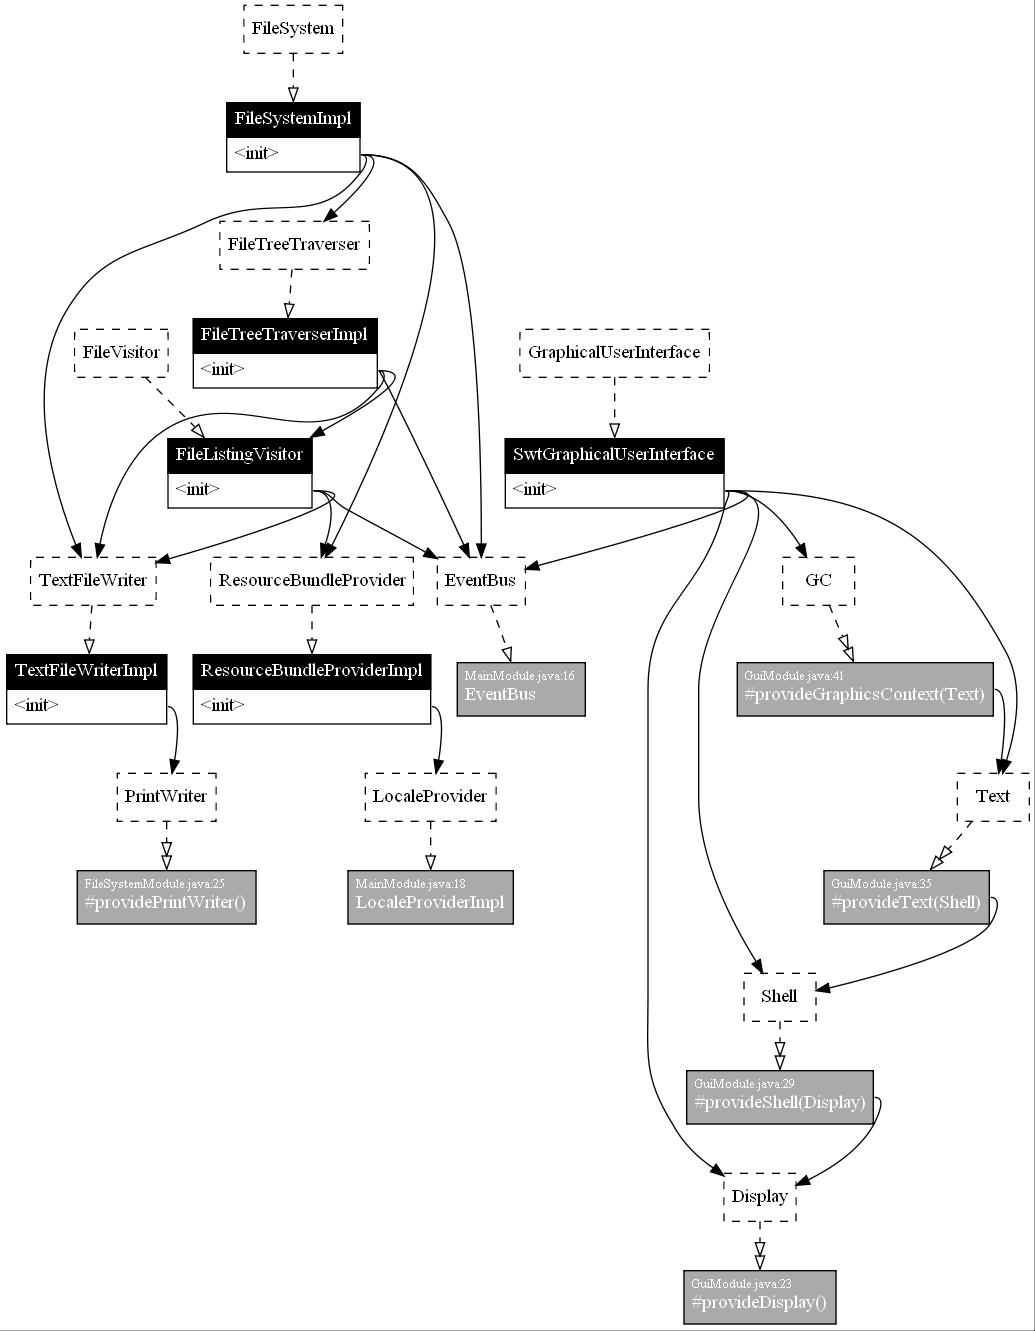 FileSystem
FileSystemImpl
<init>
FileTreeTraverser
FileTreeTraverserImpl
<init>
FileVisitor
GraphicalUserInterface
FileListingVisitor
<init>
SwtGraphicalUserInterface
<init>
TextFileWriter
ResourceBundleProvider
EventBus
GC
TextFileWriterImpl
<init>
ResourceBundleProviderImpl
<init>
MainModule.java:16
EventBus
GuiModule.java:41
#provideGraphicsContext(Text)
PrintWriter
LocaleProvider
Text
FileSystemModule.java:25
#providePrintWriter()
MainModule.java:18
LocaleProviderImpl
GuiModule.java:35
#provideText(Shell)
Shell
GuiModule.java:29
#provideShell(Display)
Display
GuiModule.java:23
#provideDisplay()